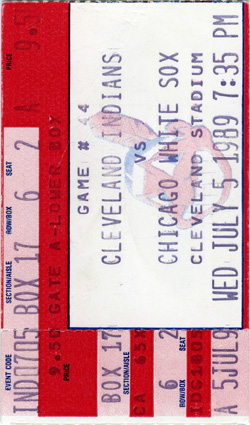 GAME # 44
CLEVELAND INDIANS
VS
CHICAGO WHITE SOX
CLEVELAND STADIUM
WED JULY 5 1989 7:35 PM
EVENT CODE
SECTION/AISLE
ROW/BOX
SEAT
IND0705 BOX 17 6 2 A 9.5
9.50 GATE A-LOWER BOX
SECTION/AISLE
ROW/BOX
SEAT
BOX 17
6
2
A 5JUL9